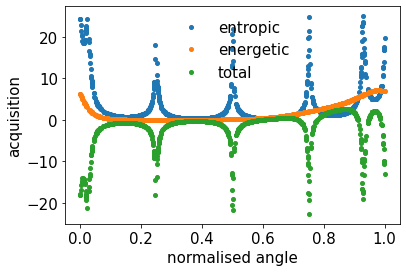 entropic
energetic
total
acquisition
20
10
0
−10
−20
0.0 0.2 0.4 0.6 0.8 1.0
normalised angle